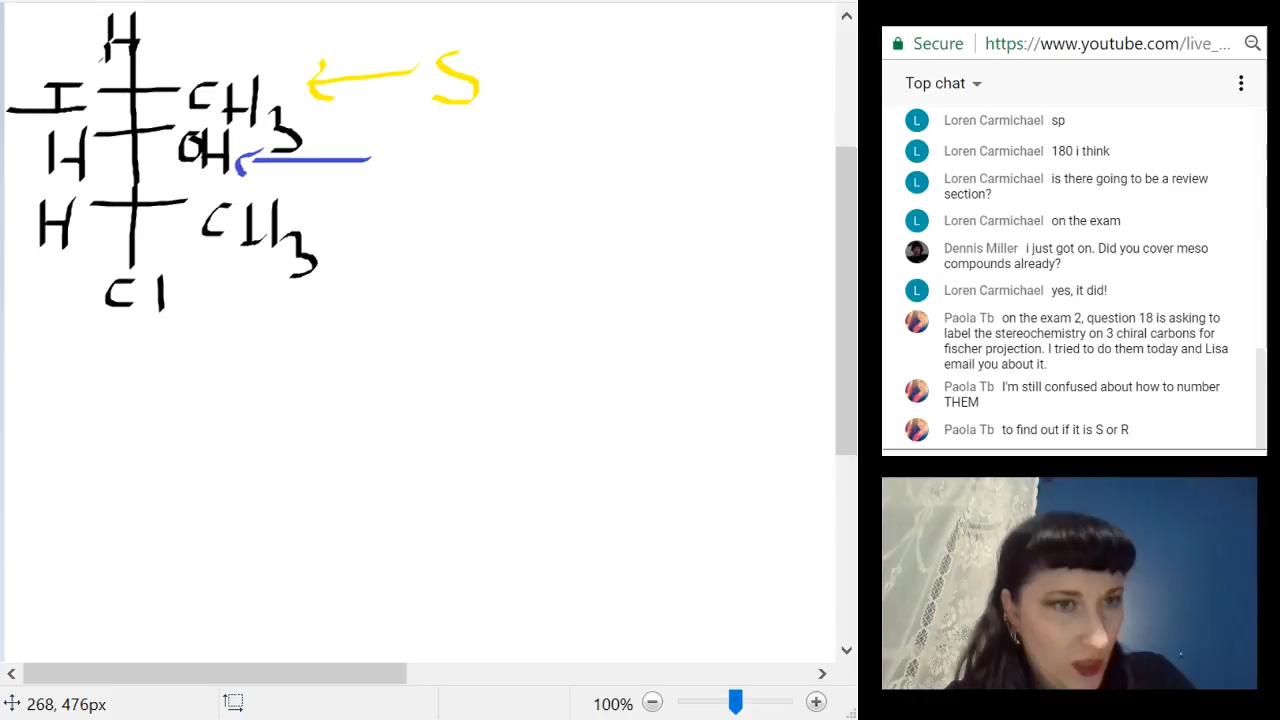 H
I CH3 S
H OH
H CH3
Cl
Secure https://www.youtube.com/live_...
Top chat
L Loren Carmichael sp
L Loren Carmichael 180 i think
L Loren Carmichael is there going to be a review
section?
L Loren Carmichael on the exam
Dennis Miller i just got on. Did you cover meso
compounds already?
L Loren Carmichael yes, it did!
Paola Tb on the exam 2, question 18 is asking to
label the stereochemistry on 3 chiral carbons for
fischer projection. I tried to do them today and Lisa
email you about it.
Paola Tb I'm still confused about how to number
THEM
Paola Tb to find out if it is S or R
268, 476px
100%